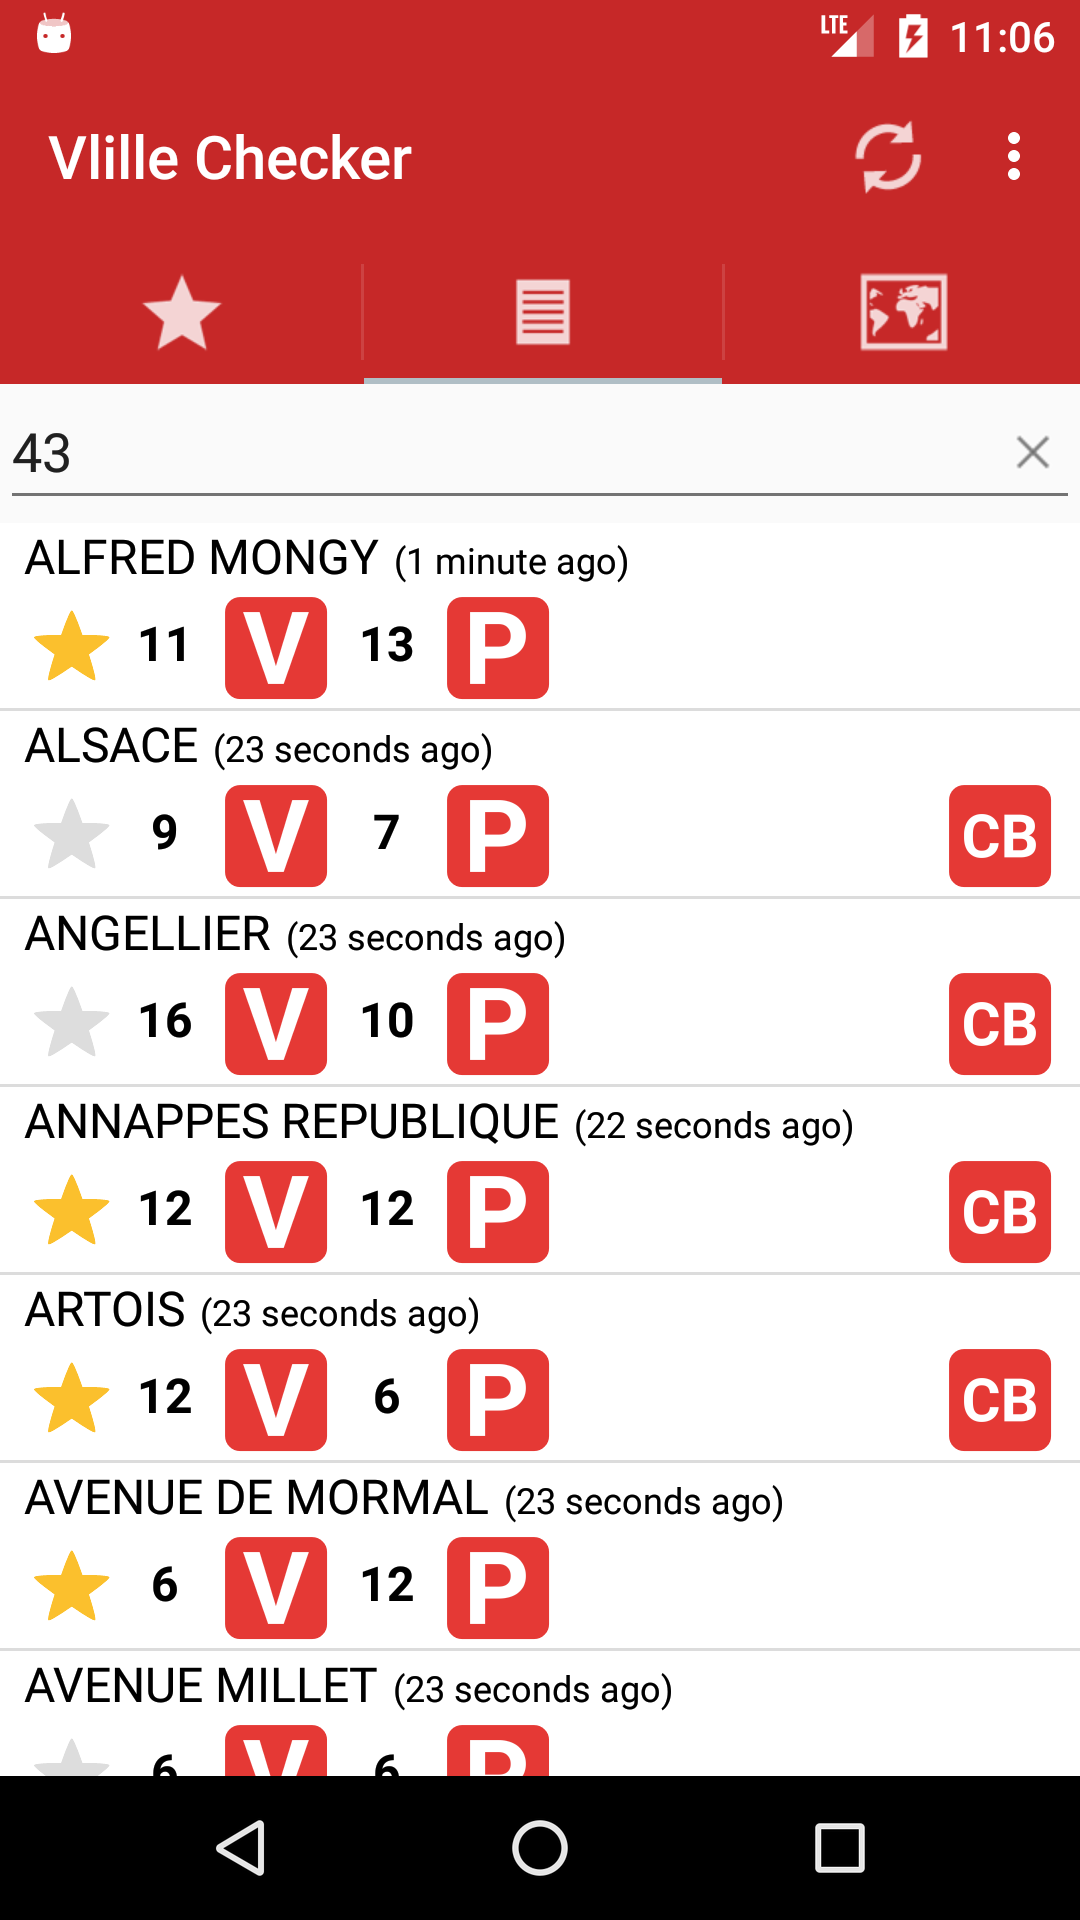 LTE 11:06
Vlille Checker
43
ALFRED MONGY (1 minute ago)
11 V 13 P
ALSACE (23 seconds ago)
9 V 7 P CB
ANGELLIER (23 seconds ago)
16 V 10 P CB
ANNAPPES REPUBLIQUE (22 seconds ago)
12 V 12 P CB
ARTOIS (23 seconds ago)
12 V 6 P CB
AVENUE DE MORMAL (23 seconds ago)
6 V 12 P
AVENUE MILLET (23 seconds ago)
6 V 6 P